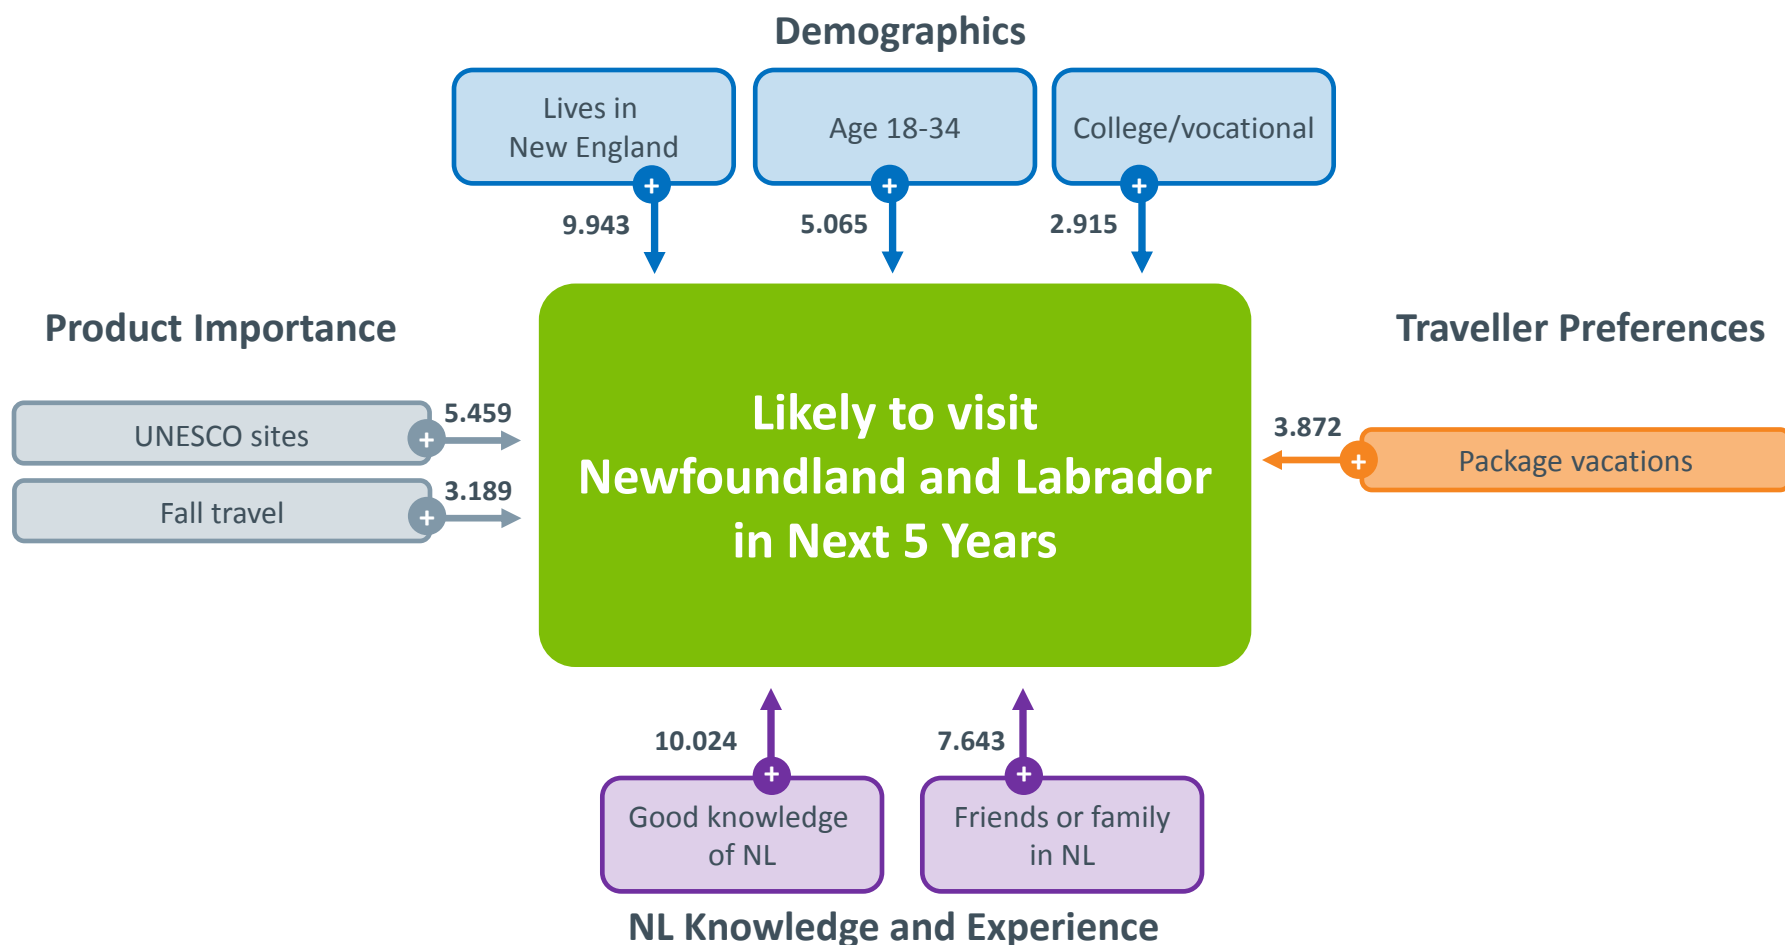 Demographics
Lives in
New England
Age 18-34
College/vocational
+
+
+
9.943
5.065
2.915
Product Importance
Traveller Preferences
UNESCO sites
+
5.459
Fall travel
+
3.189
Likely to visit
Newfoundland and Labrador
in Next 5 Years
3.872
+
Package vacations
10.024
7.643
+
+
Good knowledge
of NL
Friends or family
in NL
NL Knowledge and Experience